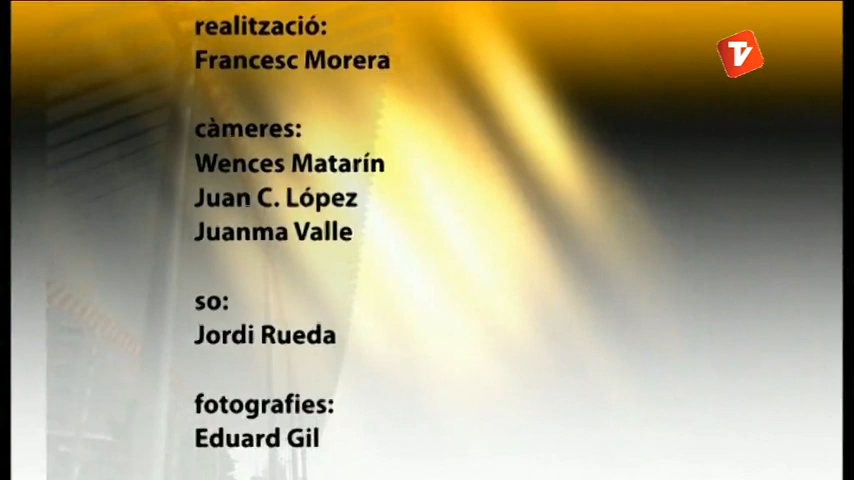 realització:
Francesc Morera
càmeres:
Wences Matarín
Juan C. López
Juanma Valle
so:
Jordi Rueda
fotografies:
Eduard Gil
TV